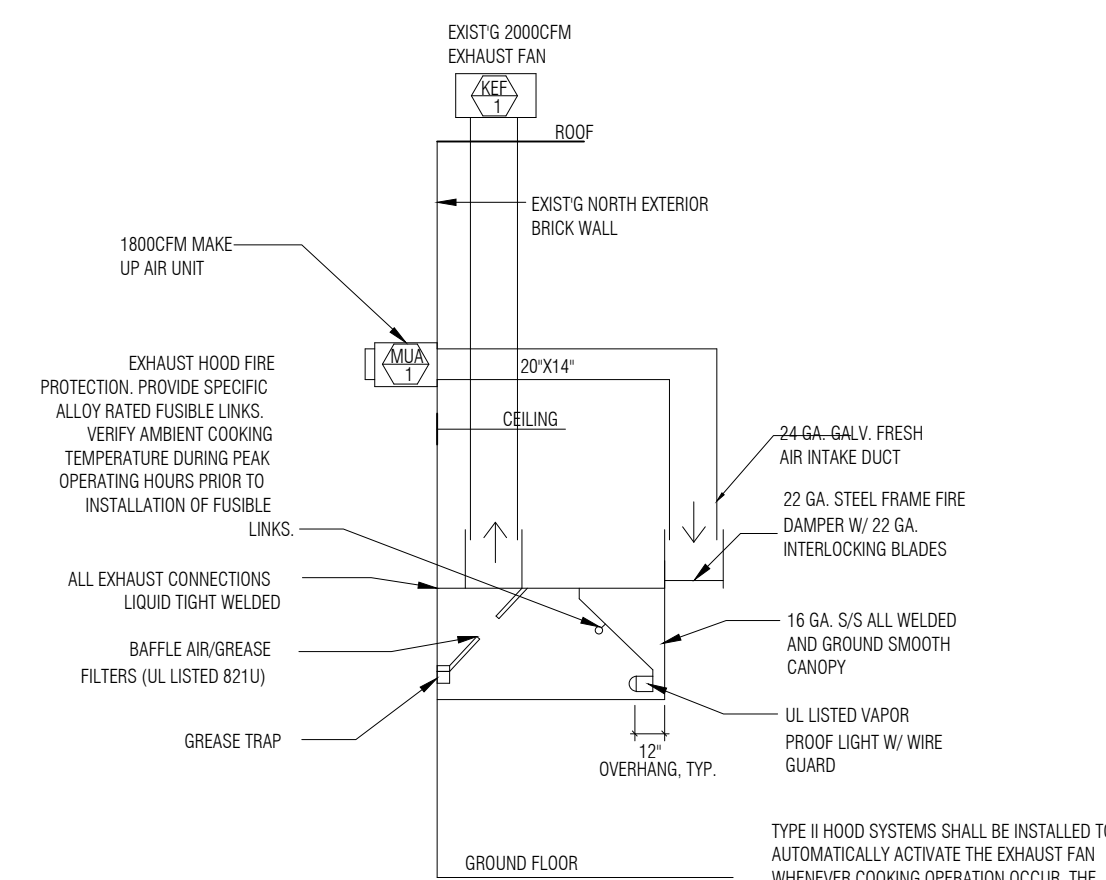 EXIST'G 2000CFM
EXHAUST FAN
KEF
1
ROOF
EXIST'G NORTH EXTERIOR
BRICK WALL
1800CFM MAKE
UP AIR UNIT
MUA
1
20"X14"
EXHAUST HOOD FIRE
PROTECTION. PROVIDE SPECIFIC
ALLOY RATED FUSIBLE LINKS.
VERIFY AMBIENT COOKING
TEMPERATURE DURING PEAK
OPERATING HOURS PRIOR TO
INSTALLATION OF FUSIBLE
LINKS.
CEILING
24 GA. GALV. FRESH
AIR INTAKE DUCT
22 GA. STEEL FRAME FIRE
DAMPER W/ 22 GA.
INTERLOCKING BLADES
ALL EXHAUST CONNECTIONS
LIQUID TIGHT WELDED
BAFFLE AIR/GREASE
FILTERS (UL LISTED 821U)
16 GA. S/S ALL WELDED
AND GROUND SMOOTH
CANOPY
GREASE TRAP
UL LISTED VAPOR
PROOF LIGHT W/ WIRE
GUARD
12"
OVERHANG, TYP.
GROUND FLOOR
TYPE II HOOD SYSTEMS SHALL BE INSTALLED TO
AUTOMATICALLY ACTIVATE THE EXHAUST FAN
WHENEVER COOKING OPERATION OCCUR. THE